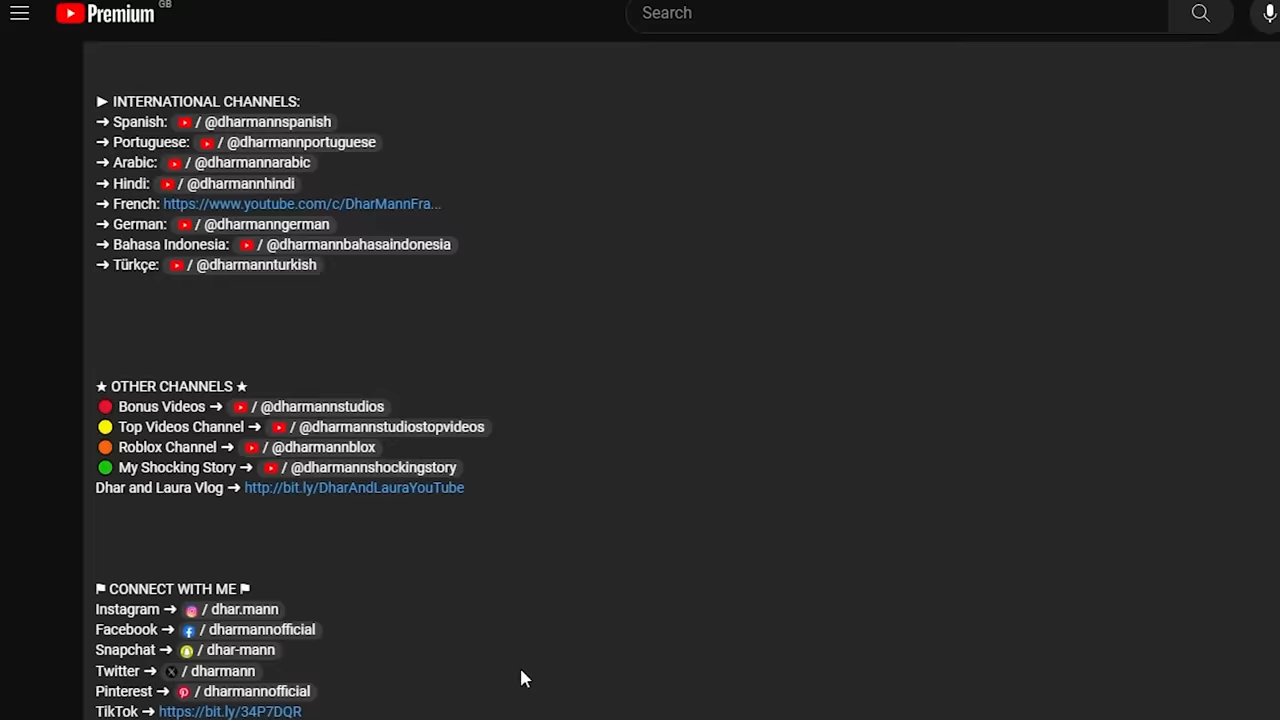 Premium GB
Search
▶ INTERNATIONAL CHANNELS:
➔ Spanish: / @dharmannspanish
➔ Portuguese: / @dharmannportuguese
➔ Arabic: / @dharmannarabic
➔ Hindi: / @dharmannhindi
➔ French: https://www.youtube.com/c/DharMannFra...
➔ German: / @dharmanngerman
➔ Bahasa Indonesia: / @dharmannbahasaindonesia
➔ Türkçe: / @dharmannturkish
★ OTHER CHANNELS ★
🔴 Bonus Videos ➔ / @dharmannstudios
🟡 Top Videos Channel ➔ / @dharmannstudiostopvideos
🟠 Roblox Channel ➔ / @dharmannblox
🟢 My Shocking Story ➔ / @dharmannshockingstory
Dhar and Laura Vlog ➔ http://bit.ly/DharAndLauraYouTube
⚑ CONNECT WITH ME ⚑
Instagram ➔ / dhar.mann
Facebook ➔ / dharmannofficial
Snapchat ➔ / dhar-mann
Twitter ➔ / dharmann
Pinterest ➔ / dharmannofficial
TikTok ➔ https://bit.ly/34P7DQR